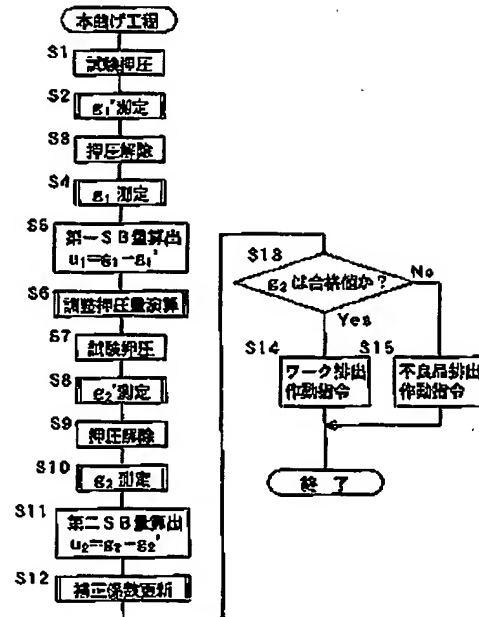 本曲げ工程
S1
試験押圧
S2
g₁'測定
S3
押圧解除
S4
g₁測定
S5
第一SB量算出
u₁=g₁-g₁'
S6
調整押圧量演算
S7
試験押圧
S8
g₂'測定
S9
押圧解除
S10
g₂測定
S11
第二SB量算出
u₂=g₂-g₂'
S12
補正係数更新
S13
g₂は合格値か?
No
Yes
S14
ワーク排出
作動指令
S15
不良品排出
作動指令
終了